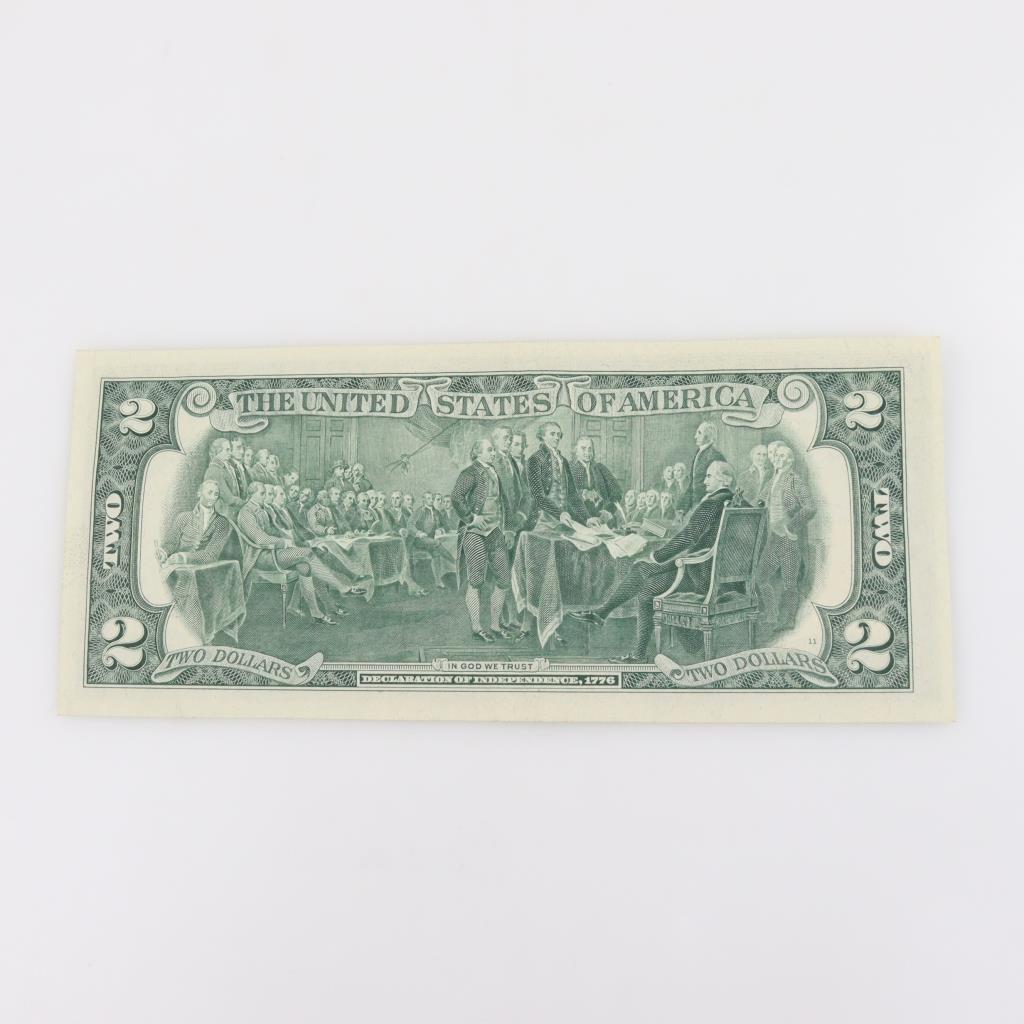 2 THE UNITED STATES OF AMERICA 2
TWO
TWO
11
2 TWO DOLLARS IN GOD WE TRUST TWO DOLLARS 2
DECLARATION OF INDEPENDENCE, 1776